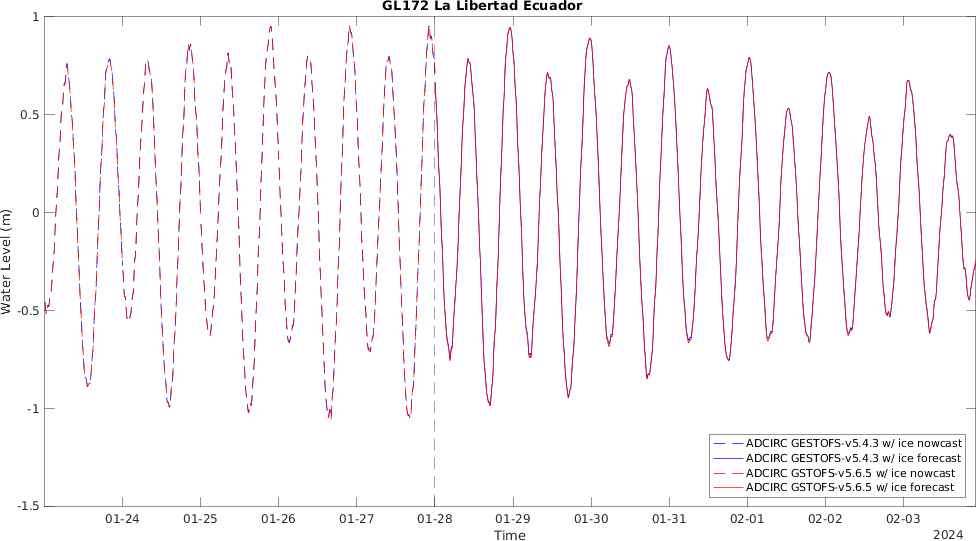 GL172 La Libertad Ecuador
1
0.5
0
-0.5
-1
-1.5
Water Level (m)
ADCIRC GESTOFS-v5.4.3 w/ ice nowcast
ADCIRC GESTOFS-v5.4.3 w/ ice forecast
ADCIRC GSTOFS-v5.6.5 w/ ice nowcast
ADCIRC GSTOFS-v5.6.5 w/ ice forecast
01-24 01-25 01-26 01-27 01-28 01-29 01-30 01-31 02-01 02-02 02-03
Time
2024